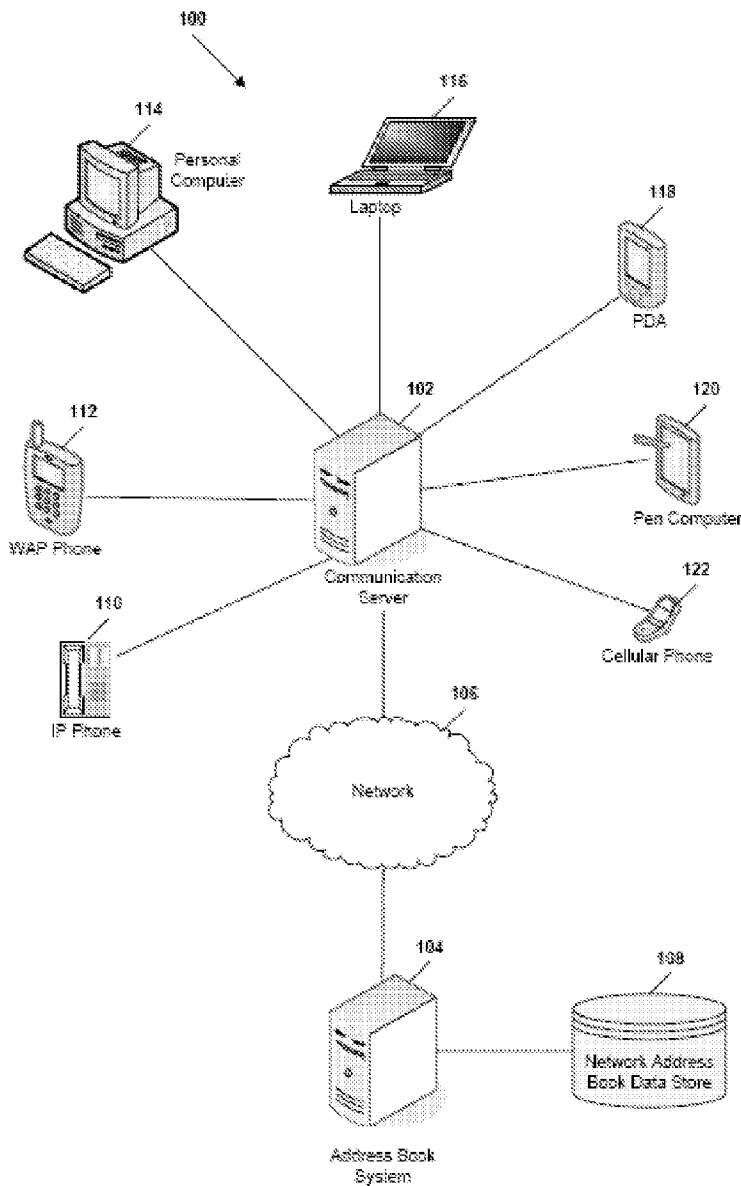 100
116
114
Personal
Computer
Laptop
118
PDA
102
112
120
WAP Phone
Pen Computer
Communication
Server
122
110
Cellular Phone
IP Phone
106
Network
104
108
Network Address
Book Data Store
Address Book
System